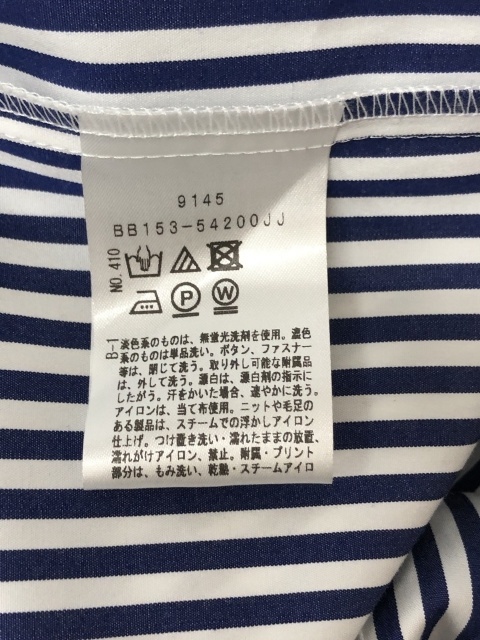 9145
BB153-54200JJ
NO.410
P W
B-1
淡色系のものは、無蛍光洗剤を使用。濃色
系のものは単品洗い。ボタン、ファスナー
等は、閉じて洗う。取り外し可能な附属品
は、外して洗う。漂白は、漂白剤の指示に
したがう。汗をかいた場合、速やかに洗う。
アイロンは、当て布使用。ニットや毛足の
ある製品は、スチームでの浮かしアイロン
仕上げ。つけ置き洗い・濡れたままの放置、
濡れがけアイロン、禁止。附属・プリント
部分は、もみ洗い、乾熱・スチームアイロ